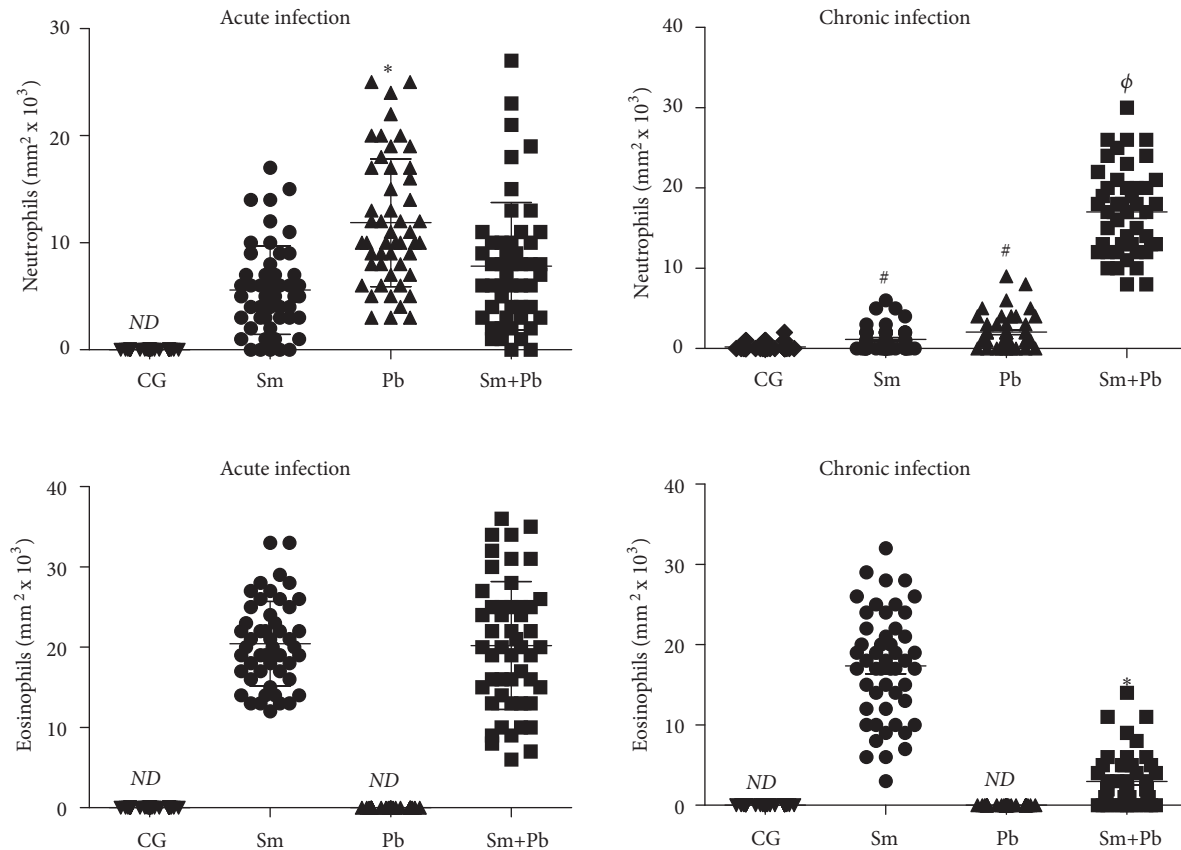 Acute infection
30
20
10
0
Neutrophils (mm² x 10³)
ND
*
CG Sm Pb Sm+Pb
Chronic infection
40
30
20
10
0
Neutrophils (mm² x 10³)
#
#
ϕ
CG Sm Pb Sm+Pb
Acute infection
40
30
20
10
0
Eosinophils (mm² x 10³)
ND
ND
CG Sm Pb Sm+Pb
Chronic infection
40
30
20
10
0
Eosinophils (mm² x 10³)
ND
ND
*
CG Sm Pb Sm+Pb